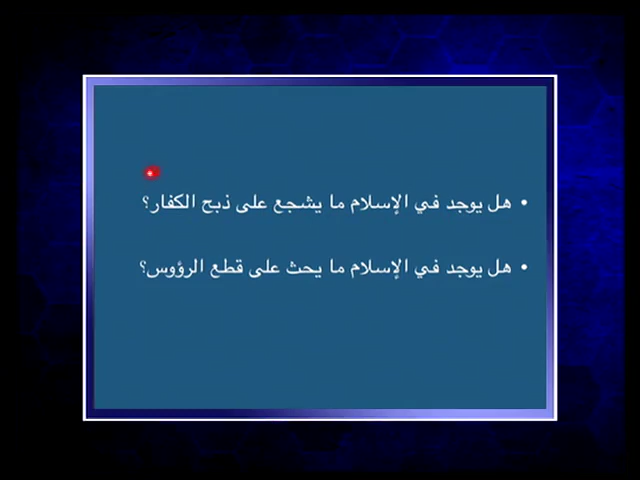 • هل يوجد في الإسلام ما يشجع على ذبح الكفار؟
• هل يوجد في الإسلام ما يحث على قطع الرؤوس؟